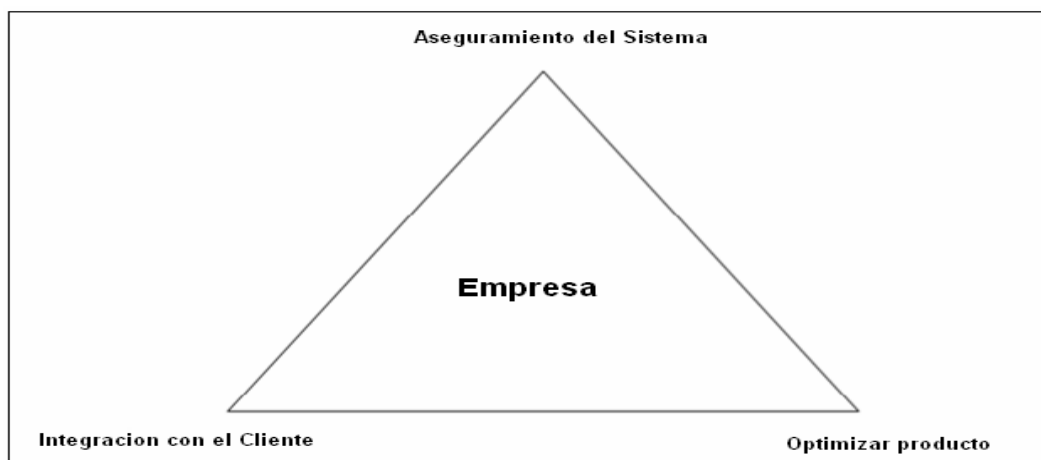 Aseguramiento del Sistema
Empresa
Integracion con el Cliente
Optimizar producto